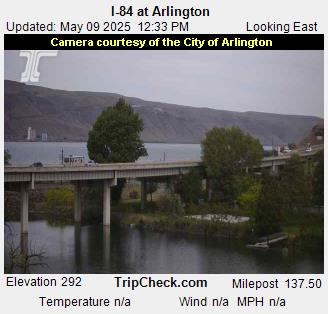 I-84 at Arlington
Updated: May 09 2025 12:33 PM Looking East
Camera courtesy of the City of Arlington
Elevation 292 TripCheck.com Milepost 137.50
Temperature n/a Wind n/a MPH n/a